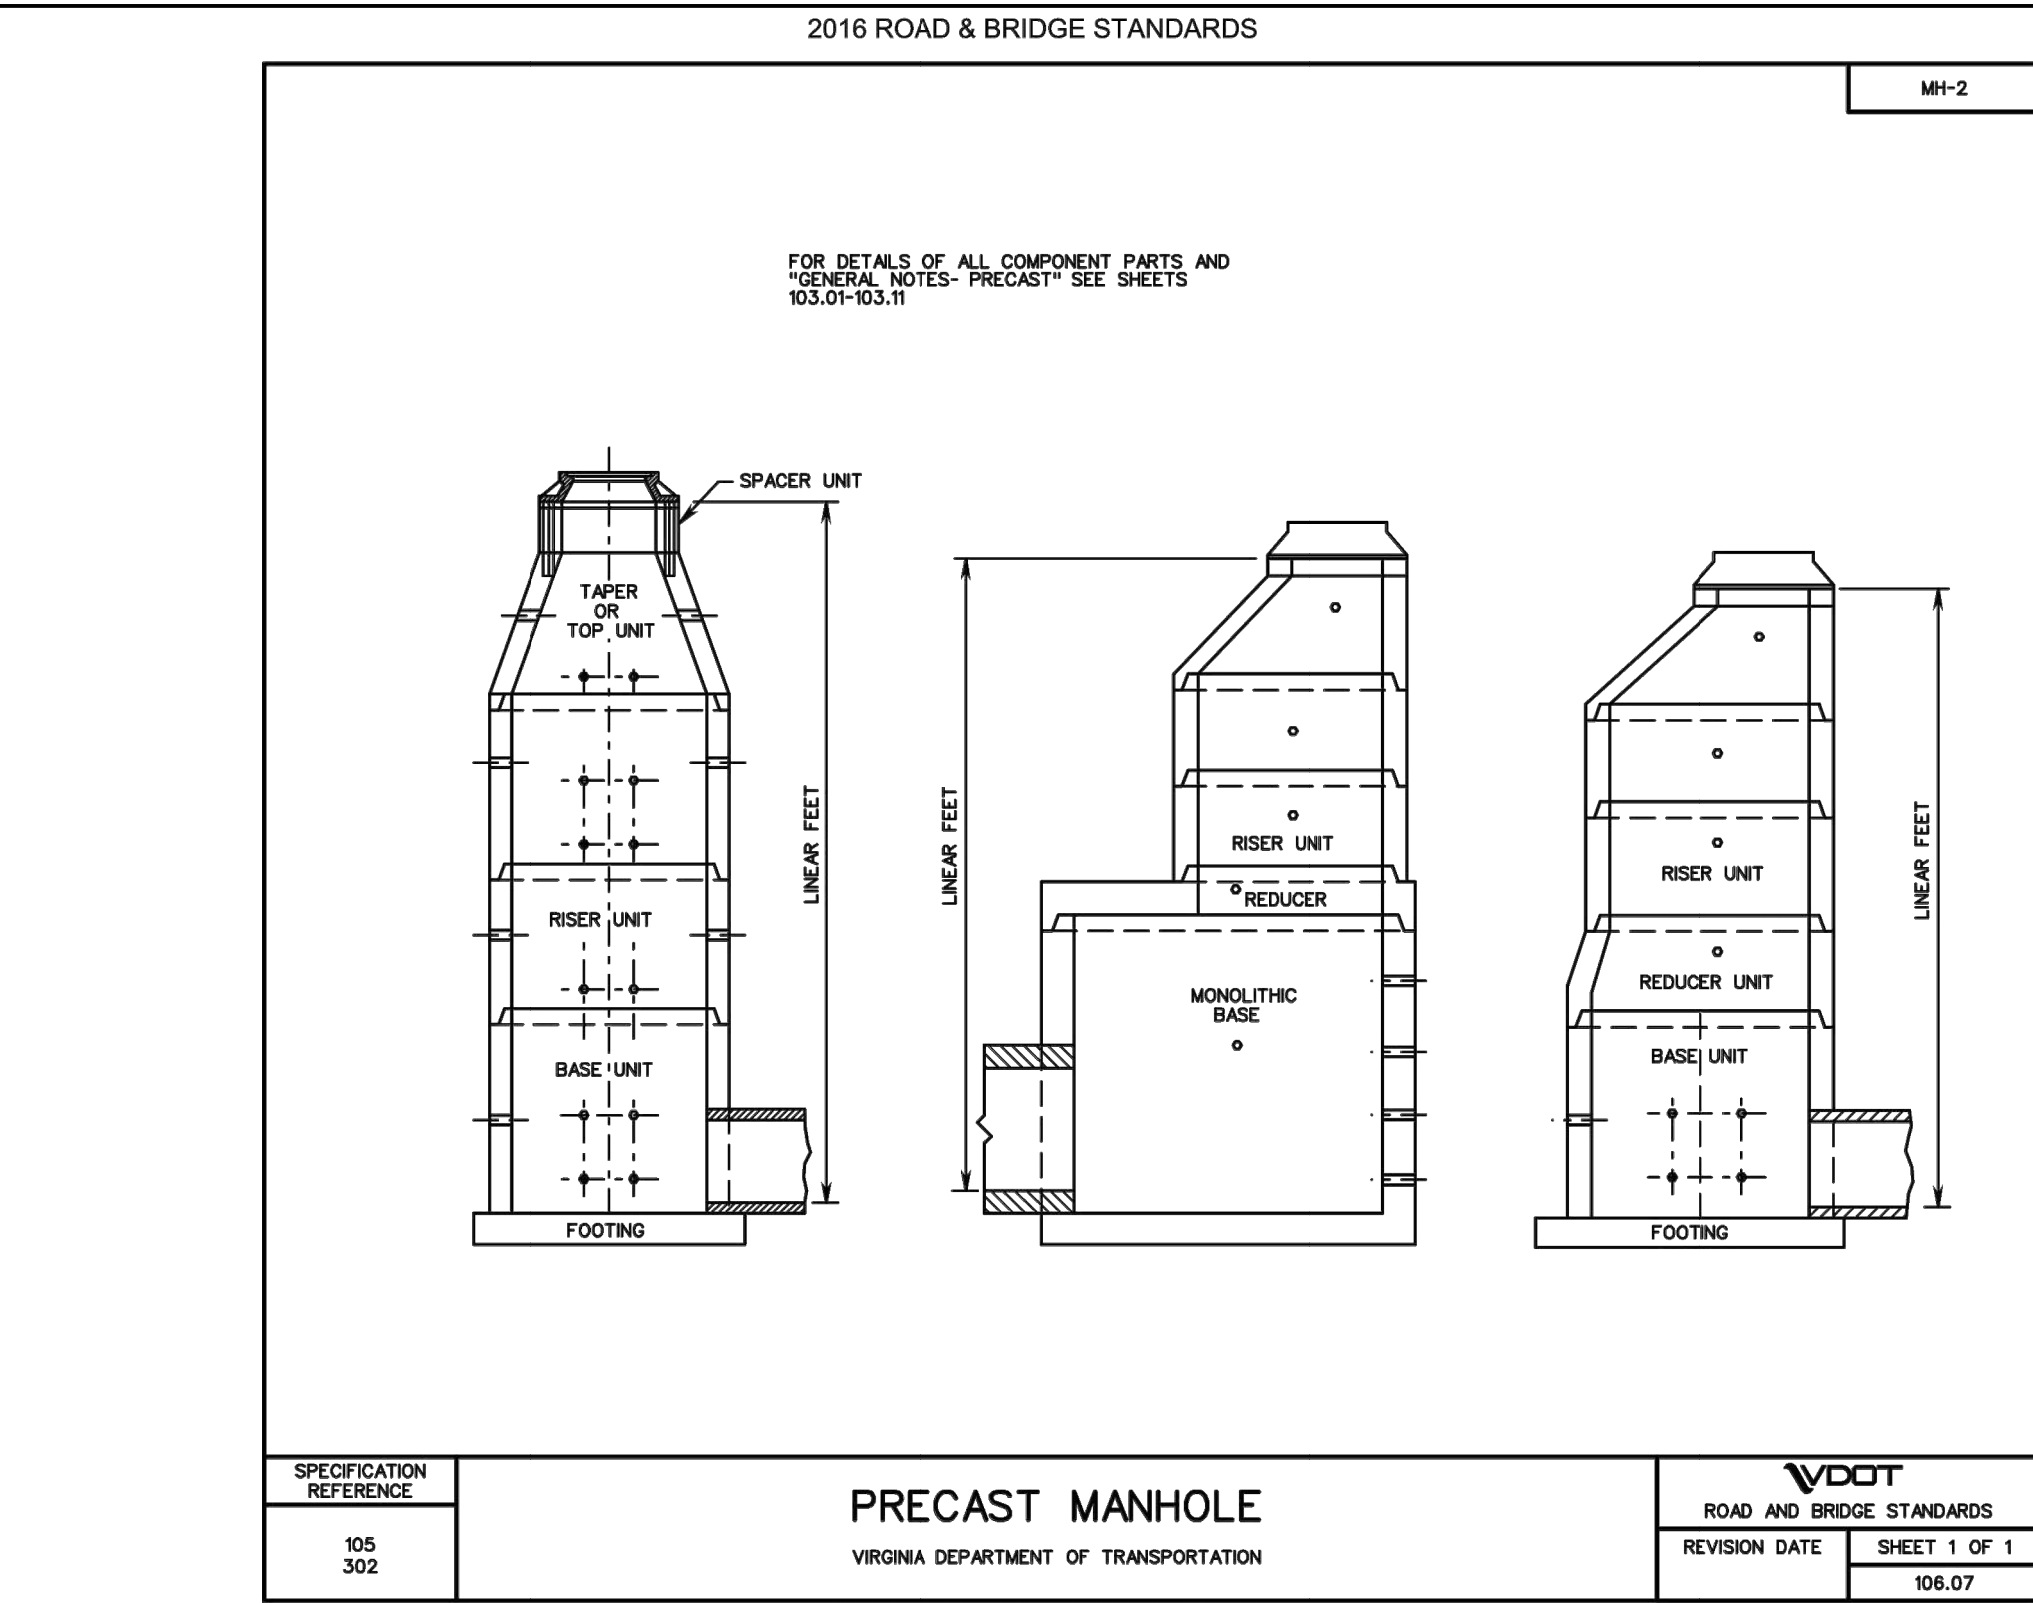 2016 ROAD & BRIDGE STANDARDS
MH-2
FOR DETAILS OF ALL COMPONENT PARTS AND
"GENERAL NOTES- PRECAST" SEE SHEETS
103.01-103.11
SPACER UNIT
TAPER
OR
TOP UNIT
LINEAR FEET
RISER UNIT
BASE UNIT
FOOTING
LINEAR FEET
RISER UNIT
REDUCER
MONOLITHIC
BASE
LINEAR FEET
RISER UNIT
REDUCER UNIT
BASE UNIT
FOOTING
SPECIFICATION
REFERENCE
105
302
PRECAST MANHOLE
VIRGINIA DEPARTMENT OF TRANSPORTATION
VDOT
ROAD AND BRIDGE STANDARDS
REVISION DATE
SHEET 1 OF 1
106.07